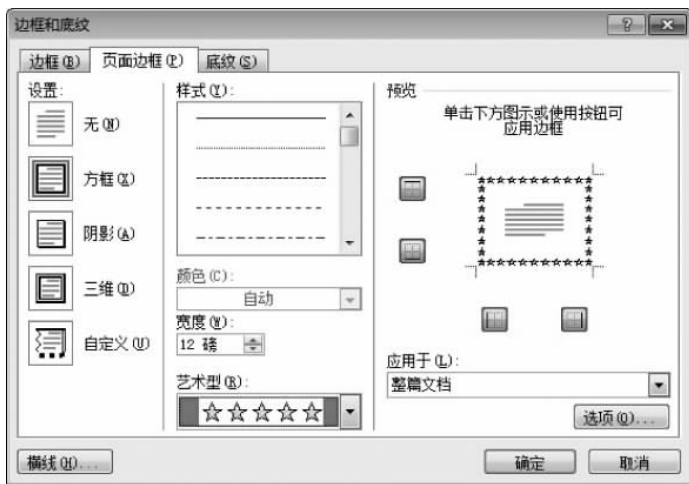 边框和底纹
边框(B) 页面边框(P) 底纹(S)
设置:
无(N)
方框(X)
阴影(A)
三维(D)
自定义(U)
样式(Y):
颜色(C):
自动
宽度(W):
12 磅
艺术型(R):
预览
单击下方图示或使用按钮可
应用边框
应用于(L):
整篇文档
选项(O)...
横线(H)...
确定
取消